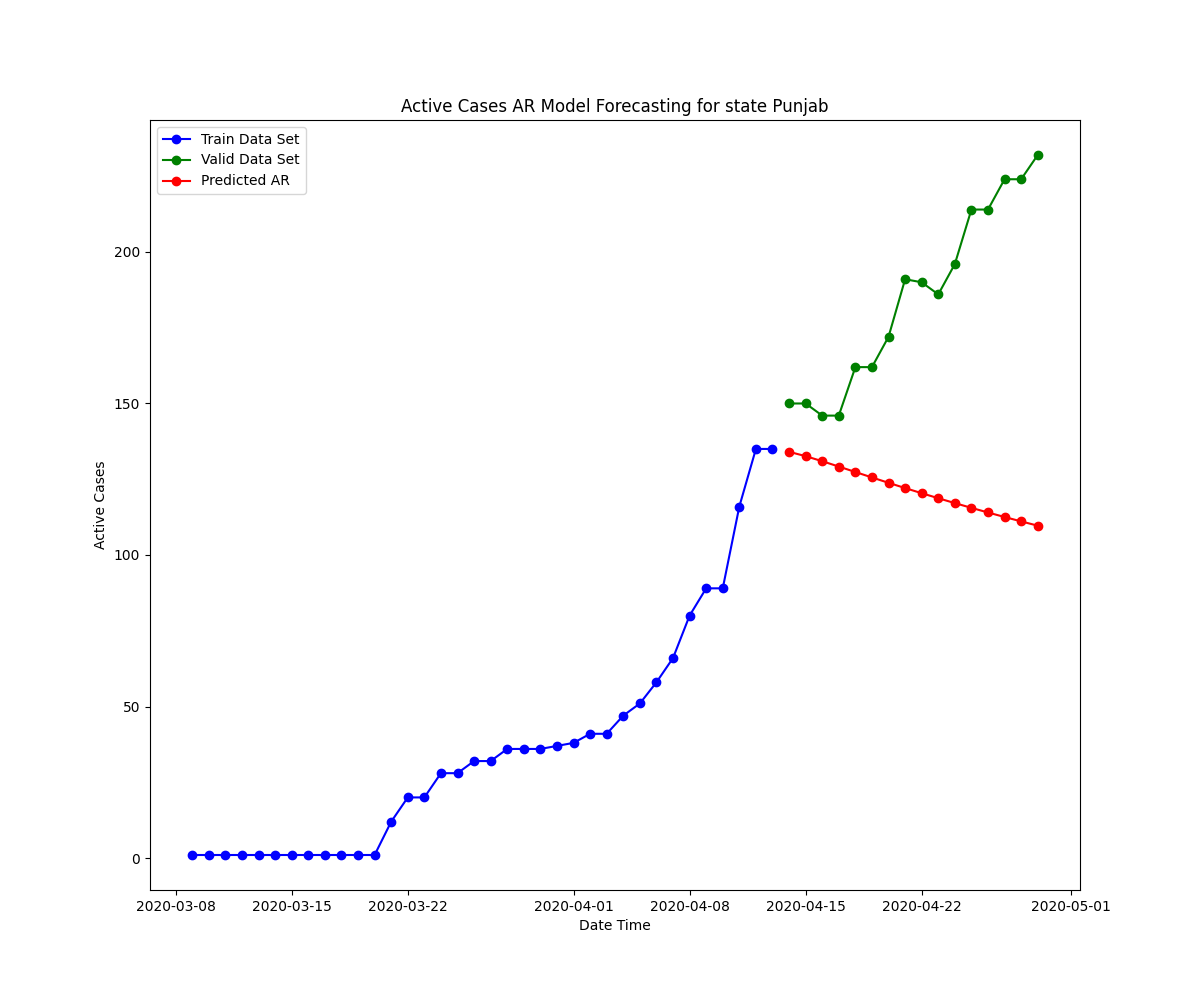 Active Cases AR Model Forecasting for state Punjab
Train Data Set
Valid Data Set
Predicted AR
200
150
100
50
0
Active Cases
2020-03-08 2020-03-15 2020-03-22 2020-04-01 2020-04-08 2020-04-15 2020-04-22 2020-05-01
Date Time